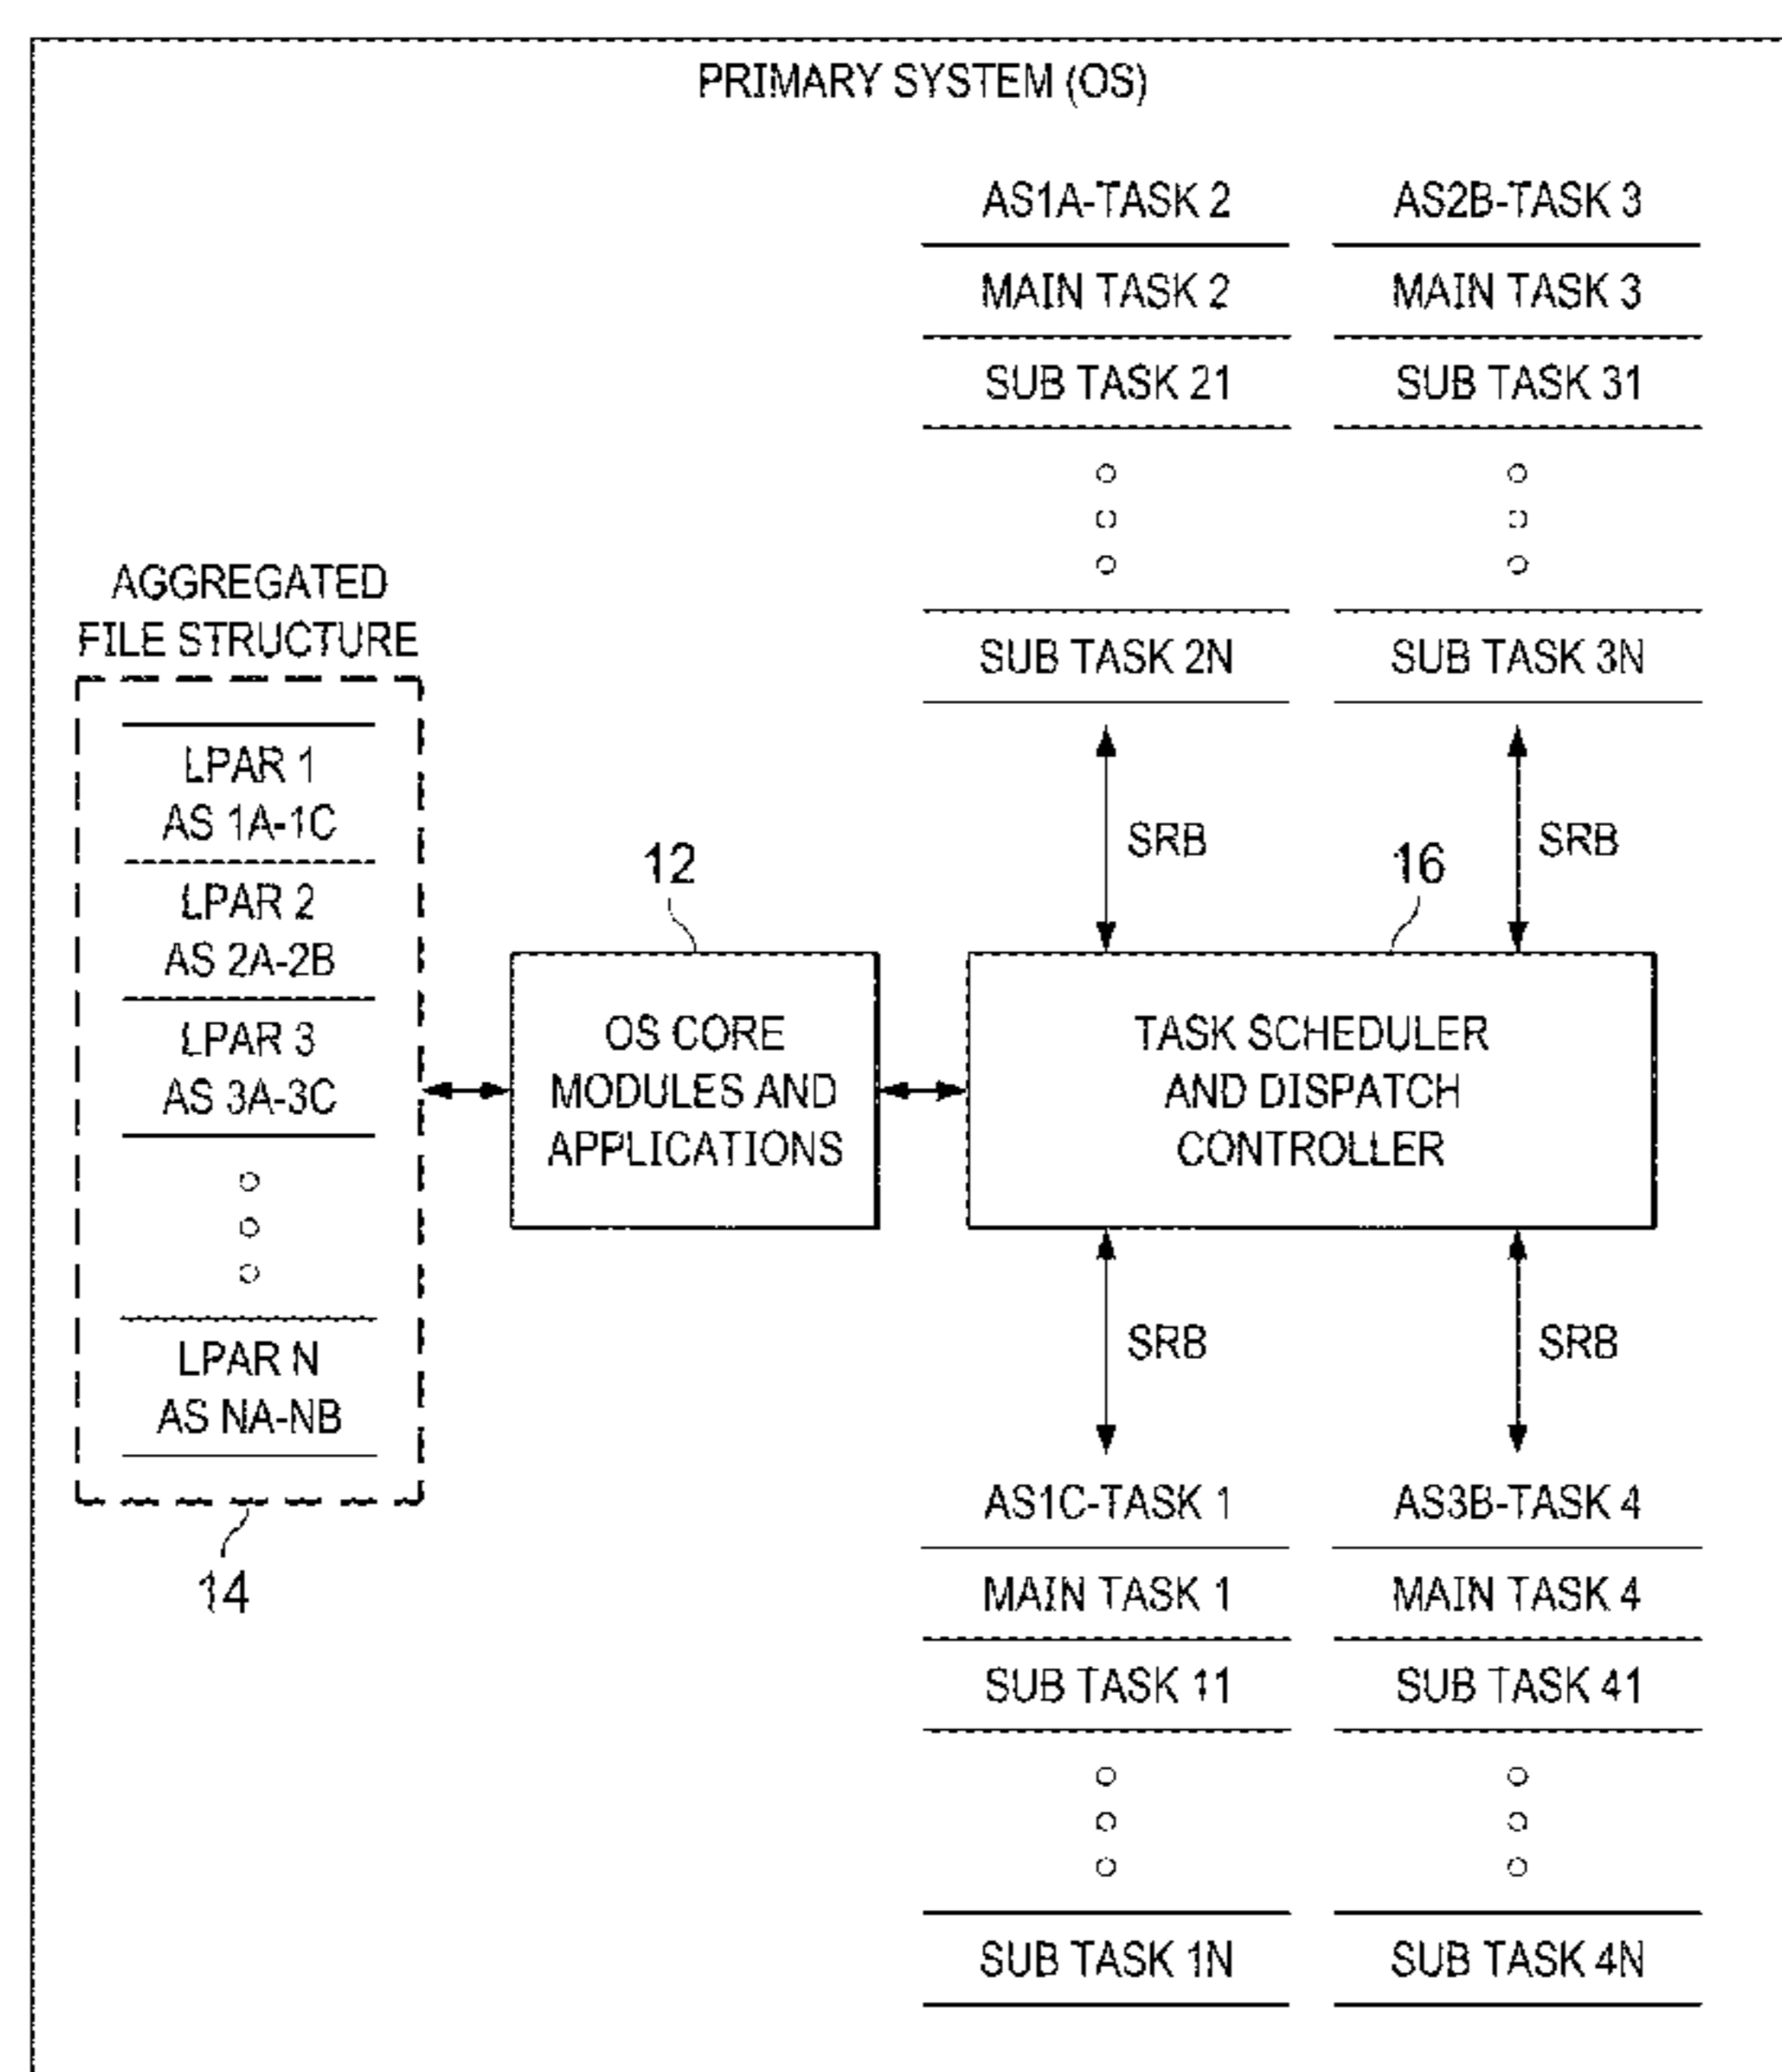 PRIMARY SYSTEM (OS)
AS1A-TASK 2
MAIN TASK 2
SUB TASK 21
SUB TASK 2N
AS2B-TASK 3
MAIN TASK 3
SUB TASK 31
SUB TASK 3N
AGGREGATED
FILE STRUCTURE
LPAR 1
AS 1A-1C
LPAR 2
AS 2A-2B
LPAR 3
AS 3A-3C
LPAR N
AS NA-NB
14
12
OS CORE
MODULES AND
APPLICATIONS
SRB
SRB
16
TASK SCHEDULER
AND DISPATCH
CONTROLLER
SRB
SRB
AS1C-TASK 1
MAIN TASK 1
SUB TASK 11
SUB TASK 1N
AS3B-TASK 4
MAIN TASK 4
SUB TASK 41
SUB TASK 4N